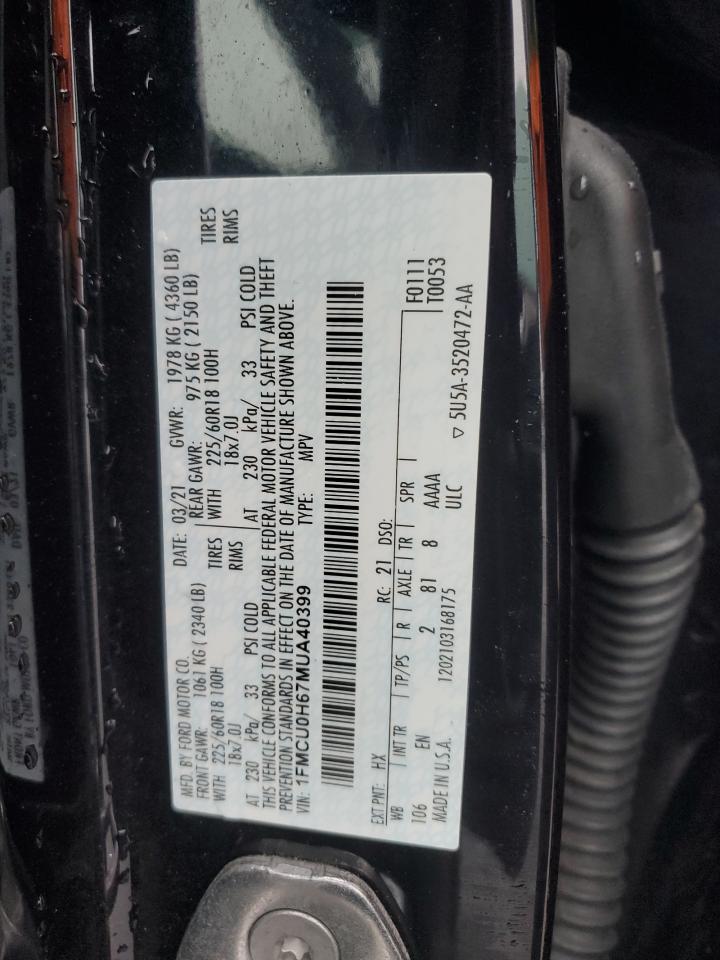 MFD. BY FORD MOTOR CO.
DATE: 03/21 GVWR: 1978 KG ( 4360 LB)
FRONT GAWR: 1061 KG ( 2340 LB) REAR GAWR: 975 KG ( 2150 LB)
WITH 225/60R18 100H TIRES WITH 225/60R18 100H TIRES
18x7.0J RIMS 18x7.0J RIMS
AT 230 kPa/ 33 PSI COLD AT 230 kPa/ 33 PSI COLD
THIS VEHICLE CONFORMS TO ALL APPLICABLE FEDERAL MOTOR VEHICLE SAFETY AND THEFT
PREVENTION STANDARDS IN EFFECT ON THE DATE OF MANUFACTURE SHOWN ABOVE.
VIN: 1FMCU0H67MUA40399 TYPE: MPV
EXT PNT: HX RC: 21 DSO:
WB INT TR TP/PS R AXLE TR SPR F0111
106 EN 2 81 8 AAAA T0053
MADE IN U.S.A. 1202103168175 ULC ▽ 5U5A-3520472-AA